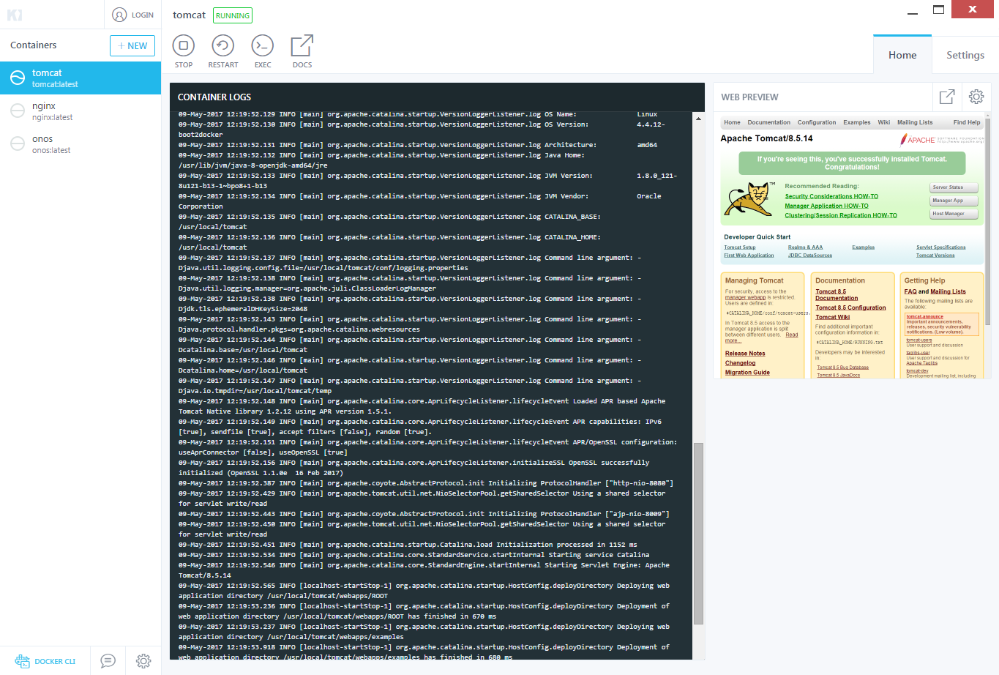 LOGIN
tomcat RUNNING
Containers
+ NEW
tomcat
tomcat:latest
nginx
nginx:latest
onos
onos:latest
STOP RESTART EXEC DOCS
Home Settings
CONTAINER LOGS
09-May-2017 12:19:52.129 INFO [main] org.apache.catalina.startup.VersionLoggerListener.log OS Name: Linux
09-May-2017 12:19:52.130 INFO [main] org.apache.catalina.startup.VersionLoggerListener.log OS Version: 4.4.12-
boot2docker
09-May-2017 12:19:52.131 INFO [main] org.apache.catalina.startup.VersionLoggerListener.log Architecture: amd64
09-May-2017 12:19:52.132 INFO [main] org.apache.catalina.startup.VersionLoggerListener.log Java Home:
/usr/lib/jvm/java-8-openjdk-amd64/jre
09-May-2017 12:19:52.133 INFO [main] org.apache.catalina.startup.VersionLoggerListener.log JVM Version: 1.8.0_121-
8u121-b13-1~bpo8+1-b13
09-May-2017 12:19:52.134 INFO [main] org.apache.catalina.startup.VersionLoggerListener.log JVM Vendor: Oracle
Corporation
09-May-2017 12:19:52.135 INFO [main] org.apache.catalina.startup.VersionLoggerListener.log CATALINA_BASE:
/usr/local/tomcat
09-May-2017 12:19:52.136 INFO [main] org.apache.catalina.startup.VersionLoggerListener.log CATALINA_HOME:
/usr/local/tomcat
09-May-2017 12:19:52.137 INFO [main] org.apache.catalina.startup.VersionLoggerListener.log Command line argument: -
Djava.util.logging.config.file=/usr/local/tomcat/conf/logging.properties
09-May-2017 12:19:52.138 INFO [main] org.apache.catalina.startup.VersionLoggerListener.log Command line argument: -
Djava.util.logging.manager=org.apache.juli.ClassLoaderLogManager
09-May-2017 12:19:52.138 INFO [main] org.apache.catalina.startup.VersionLoggerListener.log Command line argument: -
Djdk.tls.ephemeralDHKeySize=2048
09-May-2017 12:19:52.143 INFO [main] org.apache.catalina.startup.VersionLoggerListener.log Command line argument: -
Djava.protocol.handler.pkgs=org.apache.catalina.webresources
09-May-2017 12:19:52.144 INFO [main] org.apache.catalina.startup.VersionLoggerListener.log Command line argument: -
Dcatalina.base=/usr/local/tomcat
09-May-2017 12:19:52.146 INFO [main] org.apache.catalina.startup.VersionLoggerListener.log Command line argument: -
Dcatalina.home=/usr/local/tomcat
09-May-2017 12:19:52.147 INFO [main] org.apache.catalina.startup.VersionLoggerListener.log Command line argument: -
Djava.io.tmpdir=/usr/local/tomcat/temp
09-May-2017 12:19:52.148 INFO [main] org.apache.catalina.core.AprLifecycleListener.lifecycleEvent Loaded APR based Apache
Tomcat Native library 1.2.12 using APR version 1.5.1.
09-May-2017 12:19:52.149 INFO [main] org.apache.catalina.core.AprLifecycleListener.lifecycleEvent APR capabilities: IPv6
[true], sendfile [true], accept filters [false], random [true].
09-May-2017 12:19:52.151 INFO [main] org.apache.catalina.core.AprLifecycleListener.lifecycleEvent APR/OpenSSL configuration:
useAprConnector [false], useOpenSSL [true]
09-May-2017 12:19:52.156 INFO [main] org.apache.catalina.core.AprLifecycleListener.initializeSSL OpenSSL successfully
initialized (OpenSSL 1.1.0e 16 Feb 2017)
09-May-2017 12:19:52.387 INFO [main] org.apache.coyote.AbstractProtocol.init Initializing ProtocolHandler ["http-nio-8080"]
09-May-2017 12:19:52.429 INFO [main] org.apache.tomcat.util.net.NioSelectorPool.getSharedSelector Using a shared selector
for servlet write/read
09-May-2017 12:19:52.443 INFO [main] org.apache.coyote.AbstractProtocol.init Initializing ProtocolHandler ["ajp-nio-8009"]
09-May-2017 12:19:52.450 INFO [main] org.apache.tomcat.util.net.NioSelectorPool.getSharedSelector Using a shared selector
for servlet write/read
09-May-2017 12:19:52.451 INFO [main] org.apache.catalina.startup.Catalina.load Initialization processed in 1152 ms
09-May-2017 12:19:52.534 INFO [main] org.apache.catalina.core.StandardService.startInternal Starting service Catalina
09-May-2017 12:19:52.546 INFO [main] org.apache.catalina.core.StandardEngine.startInternal Starting Servlet Engine: Apache
Tomcat/8.5.14
09-May-2017 12:19:52.565 INFO [localhost-startStop-1] org.apache.catalina.startup.HostConfig.deployDirectory Deploying web
application directory /usr/local/tomcat/webapps/ROOT
09-May-2017 12:19:53.236 INFO [localhost-startStop-1] org.apache.catalina.startup.HostConfig.deployDirectory Deployment of
web application directory /usr/local/tomcat/webapps/ROOT has finished in 670 ms
09-May-2017 12:19:53.237 INFO [localhost-startStop-1] org.apache.catalina.startup.HostConfig.deployDirectory Deploying web
application directory /usr/local/tomcat/webapps/examples
09-May-2017 12:19:53.918 INFO [localhost-startStop-1] org.apache.catalina.startup.HostConfig.deployDirectory Deployment of
web application directory /usr/local/tomcat/webapps/examples has finished in 680 ms
WEB PREVIEW
Home Documentation Configuration Examples Wiki Mailing Lists Find Help
Apache Tomcat/8.5.14
APACHE SOFTWARE FOUNDATION
http://www.apache.org/
If you're seeing this, you've successfully installed Tomcat.
Congratulations!
TM
Recommended Reading:
Security Considerations HOW-TO
Manager Application HOW-TO
Clustering/Session Replication HOW-TO
Server Status
Manager App
Host Manager
Developer Quick Start
Tomcat Setup Realms & AAA Examples Servlet Specifications
First Web Application JDBC DataSources Tomcat Versions
Managing Tomcat
For security, access to the
manager webapp is restricted.
Users are defined in:
$CATALINA_HOME/conf/tomcat-users.
In Tomcat 8.5 access to the
manager application is split
between different users. Read
more...
Release Notes
Changelog
Migration Guide
Documentation
Tomcat 8.5
Documentation
Tomcat 8.5 Configuration
Tomcat Wiki
Find additional important
configuration information in:
$CATALINA_HOME/RUNNING.txt
Developers may be interested
in:
Tomcat 8.5 Bug Database
Tomcat 8.5 JavaDocs
Getting Help
FAQ and Mailing Lists
The following mailing lists are
available:
tomcat-announce
Important announcements,
releases, security vulnerability
notifications. (Low volume).
tomcat-users
User support and discussion
taglibs-user
User support and discussion for
Apache Taglibs
tomcat-dev
Development mailing list, including
DOCKER CLI